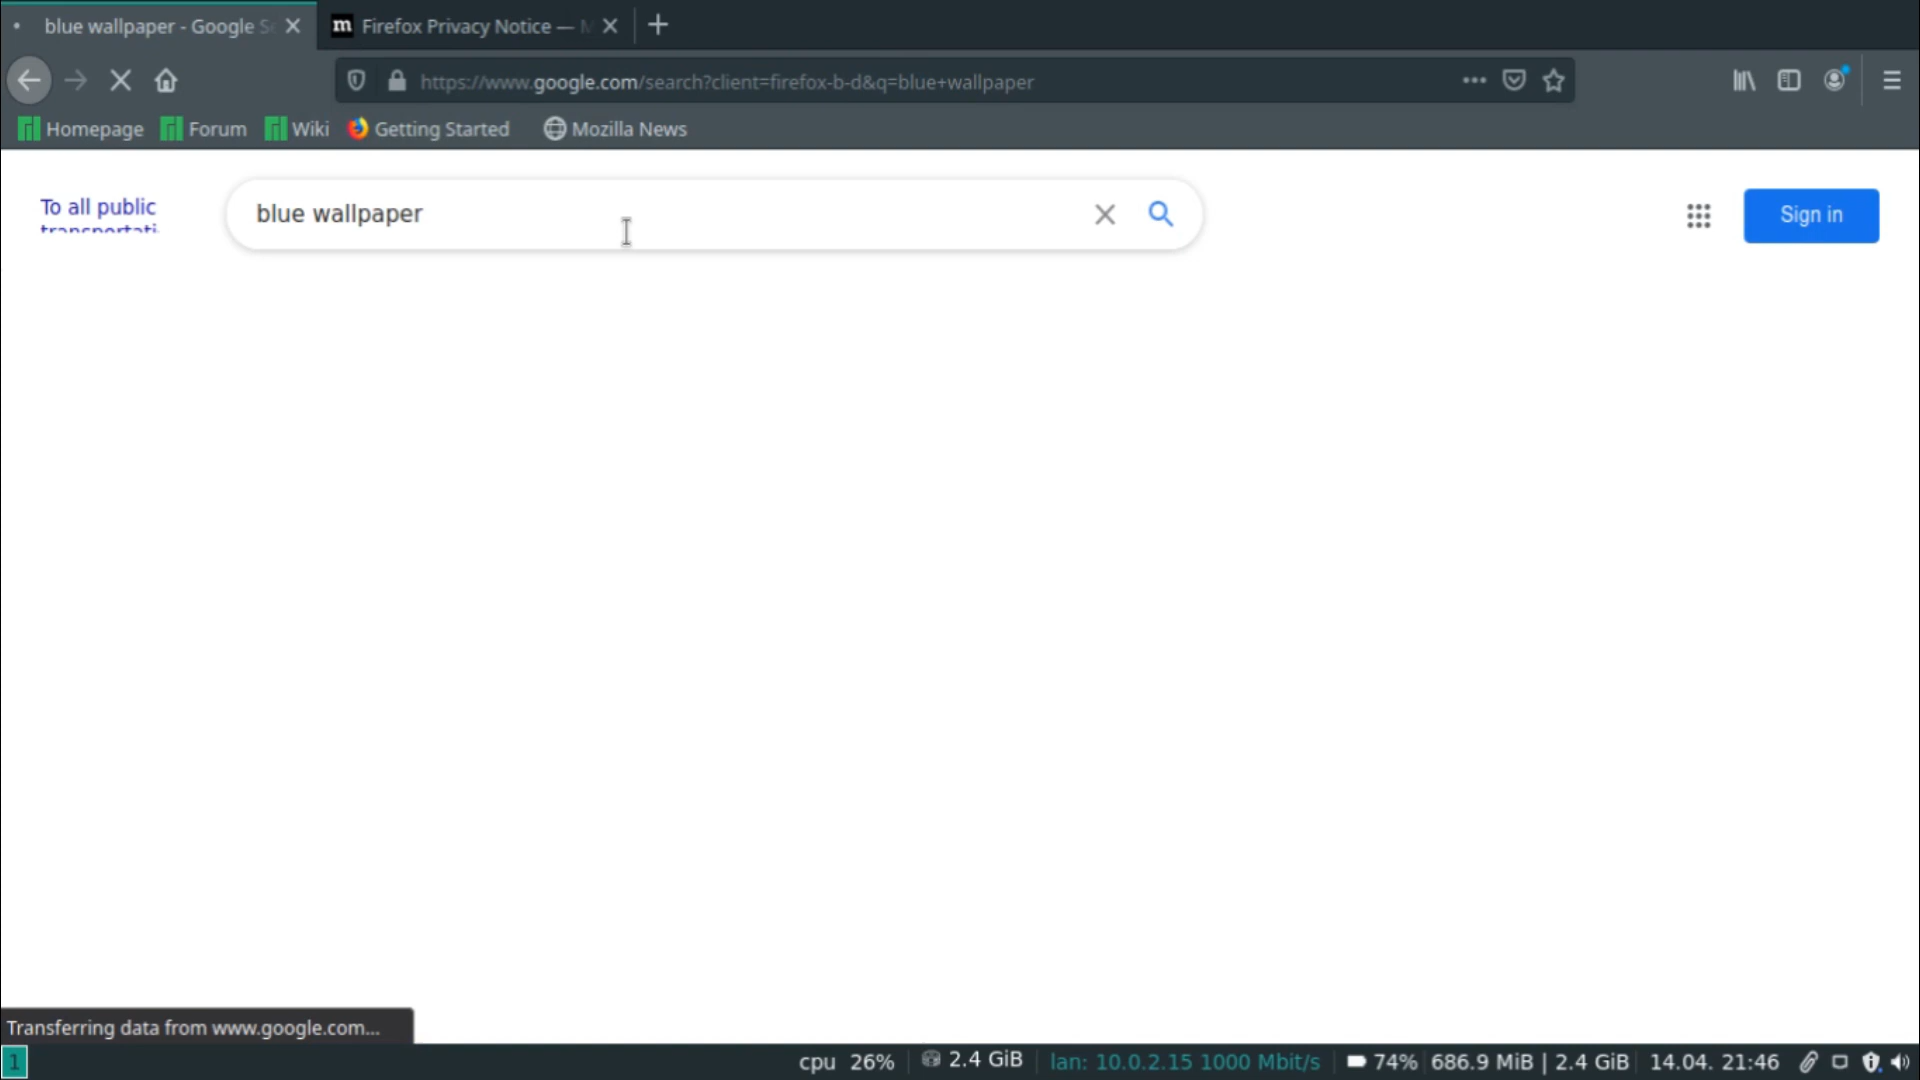 blue wallpaper - Google Se
Firefox Privacy Notice — M
https://www.google.com/search?client=firefox-b-d&q=blue+wallpaper
Homepage
Forum
Wiki
Getting Started
Mozilla News
To all public
transportati
blue wallpaper
Sign in
Transferring data from www.google.com...
1
cpu 26%
2.4 GiB
lan: 10.0.2.15 1000 Mbit/s
74%
686.9 MiB | 2.4 GiB
14.04. 21:46